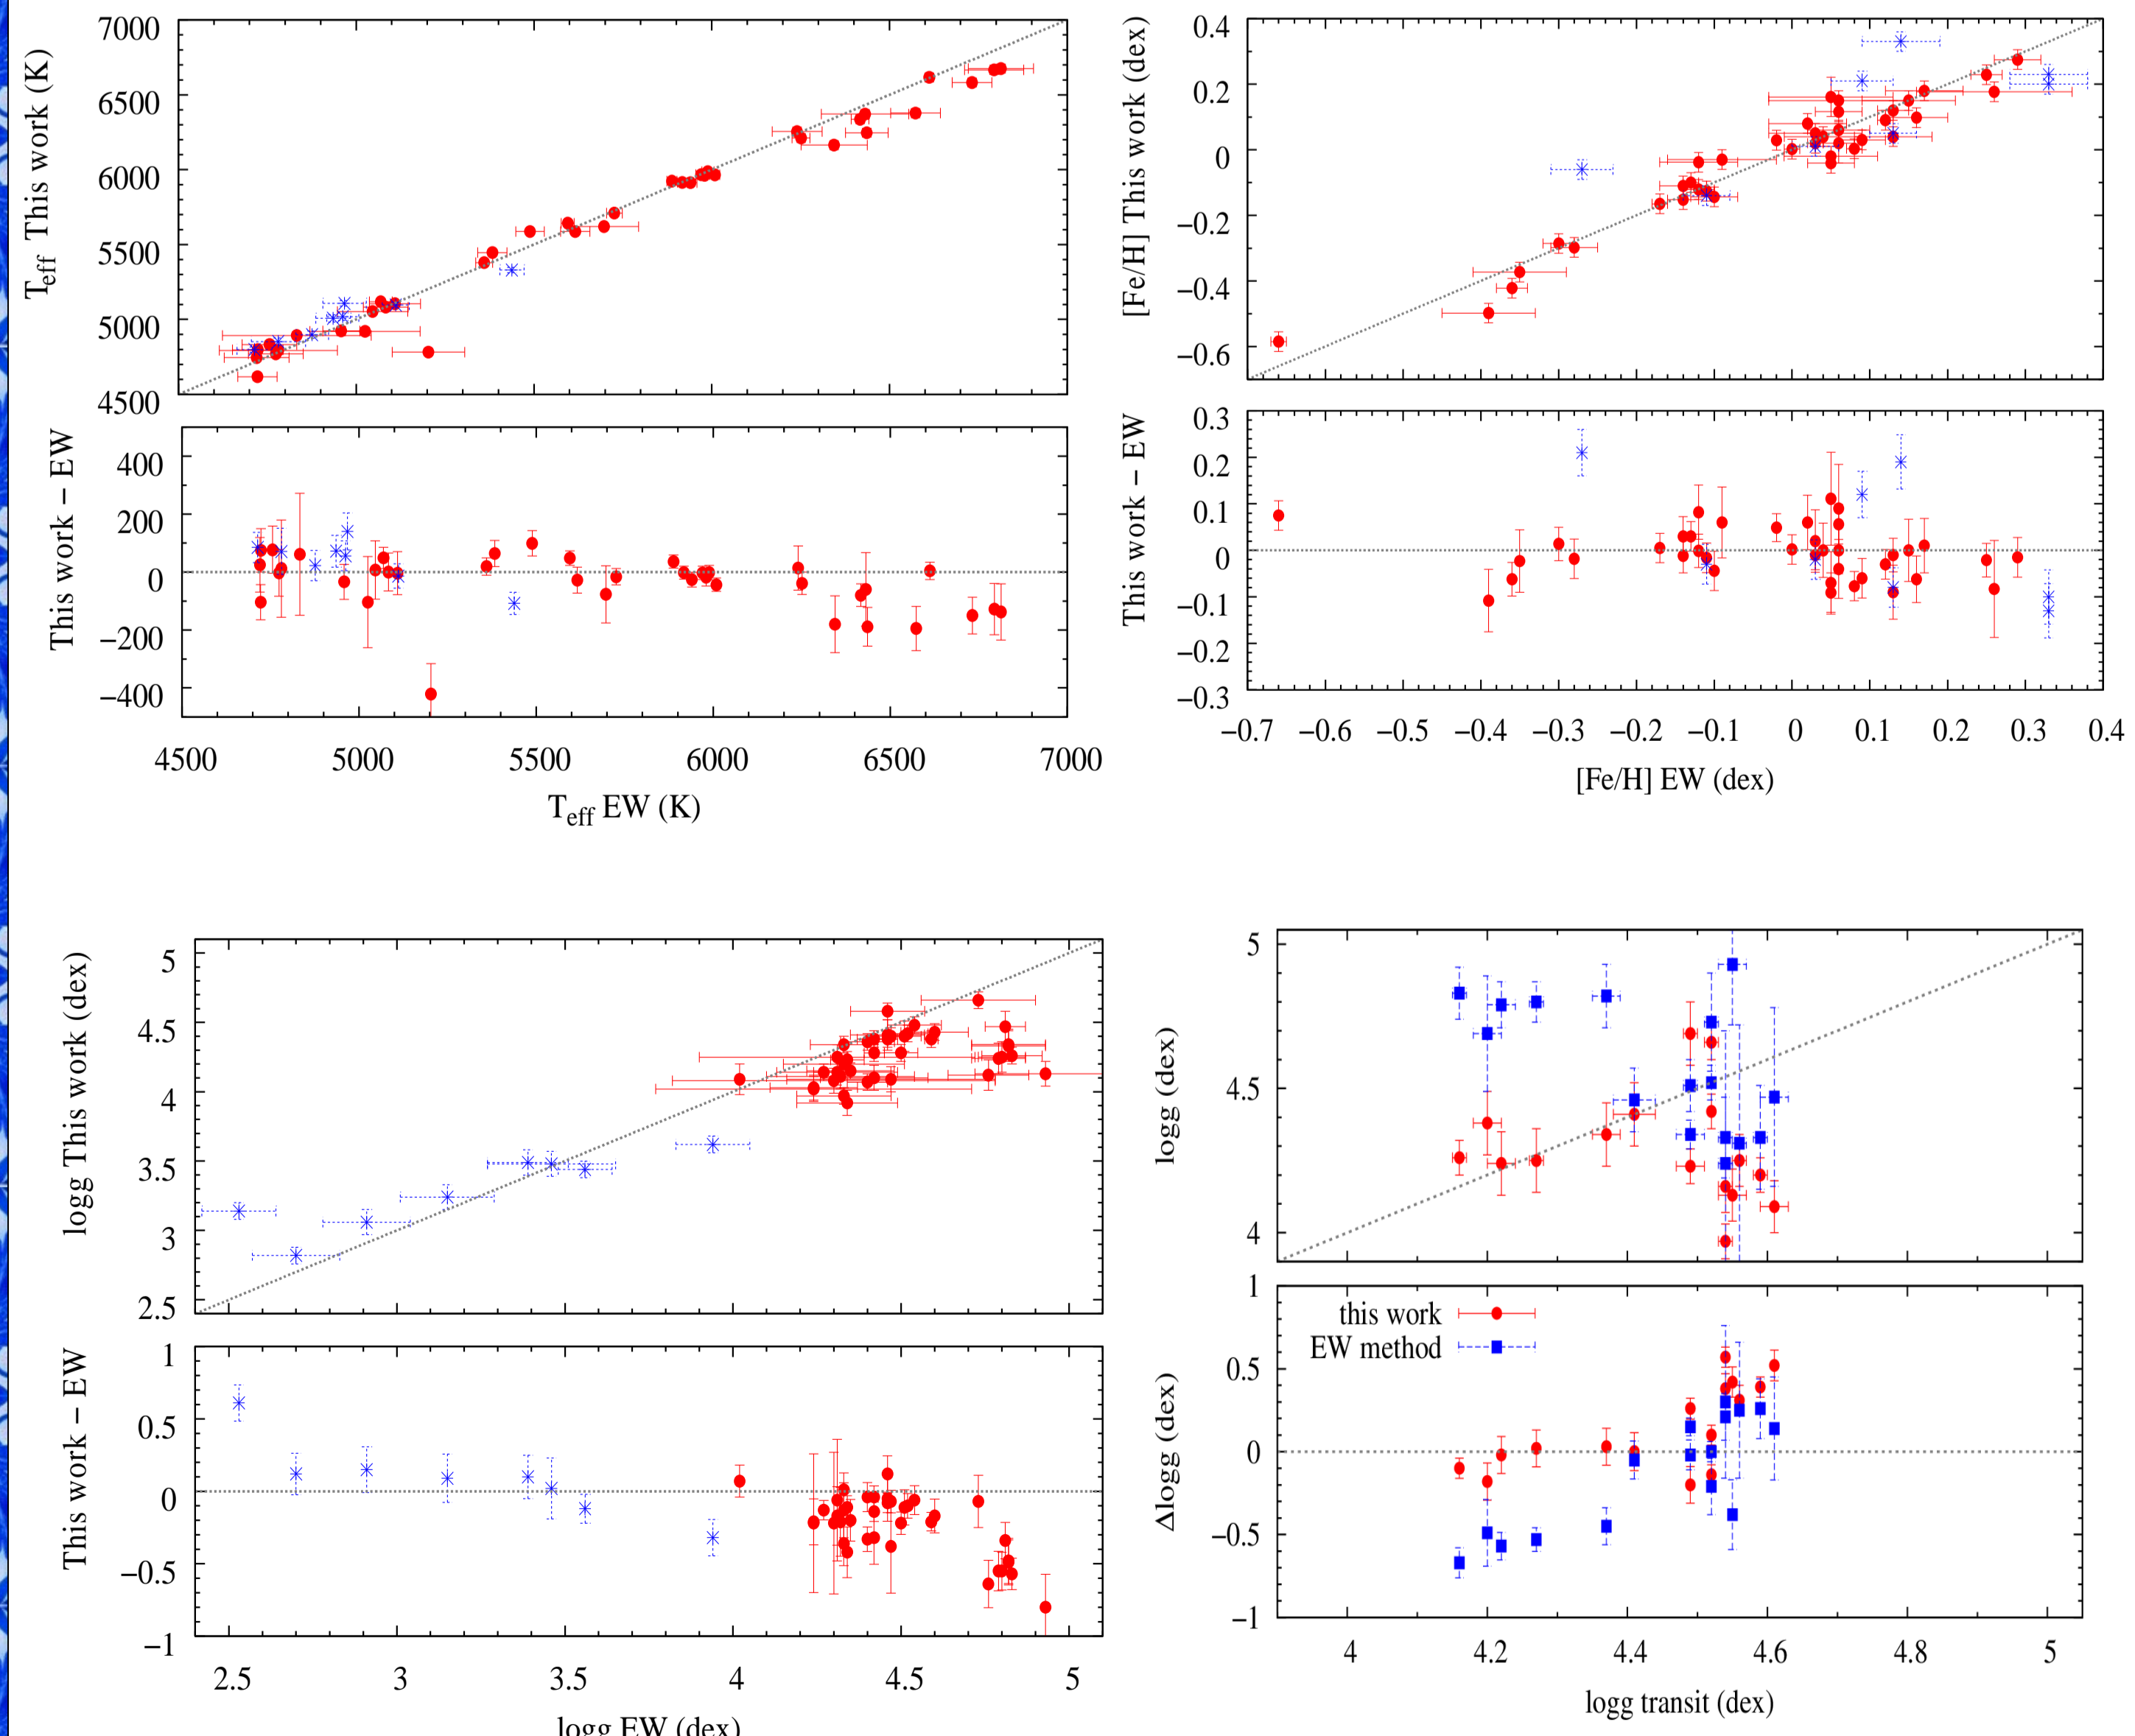 7000
6500
6000
5500
5000
4500
T_eff This work (K)
400
200
0
−200
−400
This work − EW
4500 5000 5500 6000 6500 7000
T_eff EW (K)
0.4
0.2
0
−0.2
−0.4
−0.6
[Fe/H] This work (dex)
0.3
0.2
0.1
0
−0.1
−0.2
−0.3
This work − EW
−0.7 −0.6 −0.5 −0.4 −0.3 −0.2 −0.1 0 0.1 0.2 0.3 0.4
[Fe/H] EW (dex)
5
4.5
4
3.5
3
2.5
logg This work (dex)
1
0.5
0
−0.5
−1
This work − EW
2.5 3 3.5 4 4.5 5
logg EW (dex)
5
4.5
4
logg (dex)
1
0.5
0
−0.5
−1
Δlogg (dex)
this work
EW method
4 4.2 4.4 4.6 4.8 5
logg transit (dex)